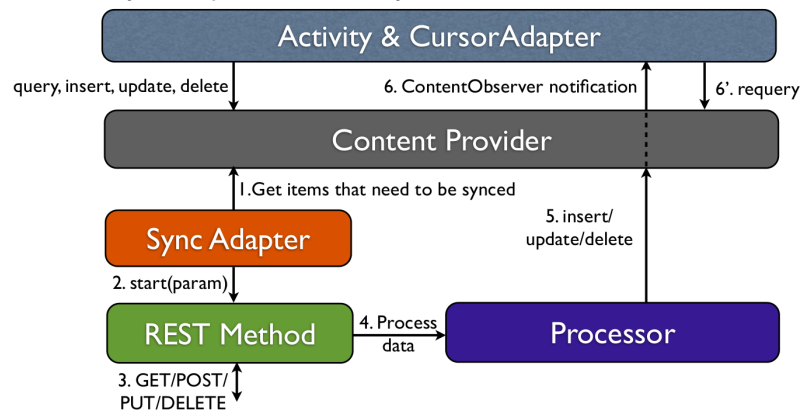 Activity & CursorAdapter
query, insert, update, delete
6. ContentObserver notification
6'. requery
Content Provider
1.Get items that need to be synced
5. insert/
update/delete
Sync Adapter
2. start(param)
REST Method
4. Process
data
Processor
3. GET/POST/
PUT/DELETE